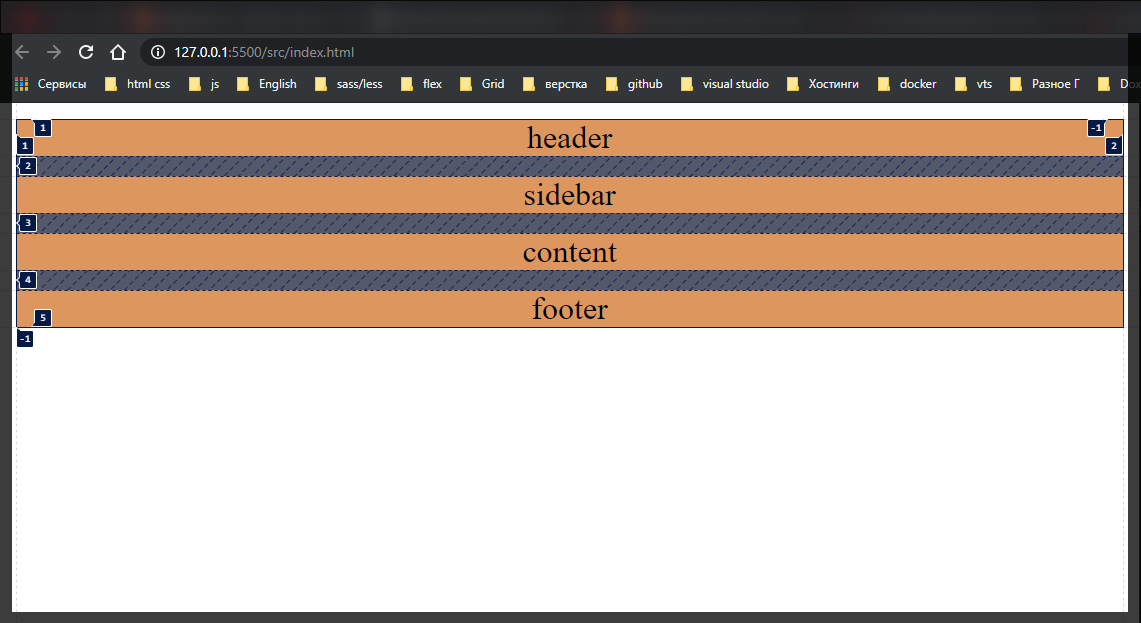 127.0.0.1:5500/src/index.html
Сервисы html css js English sass/less flex Grid верстка github visual studio Хостинги docker vts Разное Г Dox
1 header -1
1 2
2
sidebar
3
content
4
footer
5
-1